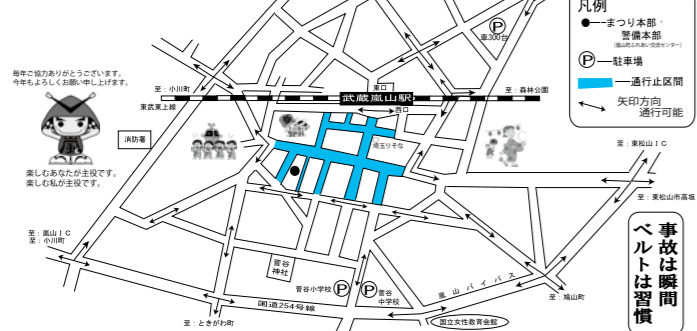 凡例
●―まつり本部・
警備本部
(嵐山町ふれあい交流センター)
Ⓟ―駐車場
―通行止区間
矢印方向
通行可能
P
車300台
毎年ご協力ありがとうございます。
今年もよろしくお願い申し上げます。
至:小川町
東武東上線
東口
武蔵嵐山駅
西口
至:森林公園
消防署
埼玉りそな
楽しむあなたが主役です。
楽しむ私が主役です。
至:東松山IC
至:東松山市高坂
至:嵐山IC
至:小川町
菅谷
神社
菅谷小学校
P
P
菅谷
中学校
嵐山バイパス
国道254号線
至:ときがわ町
国立女性教育会館
至:鳩山町
事故は瞬間
ベルトは習慣